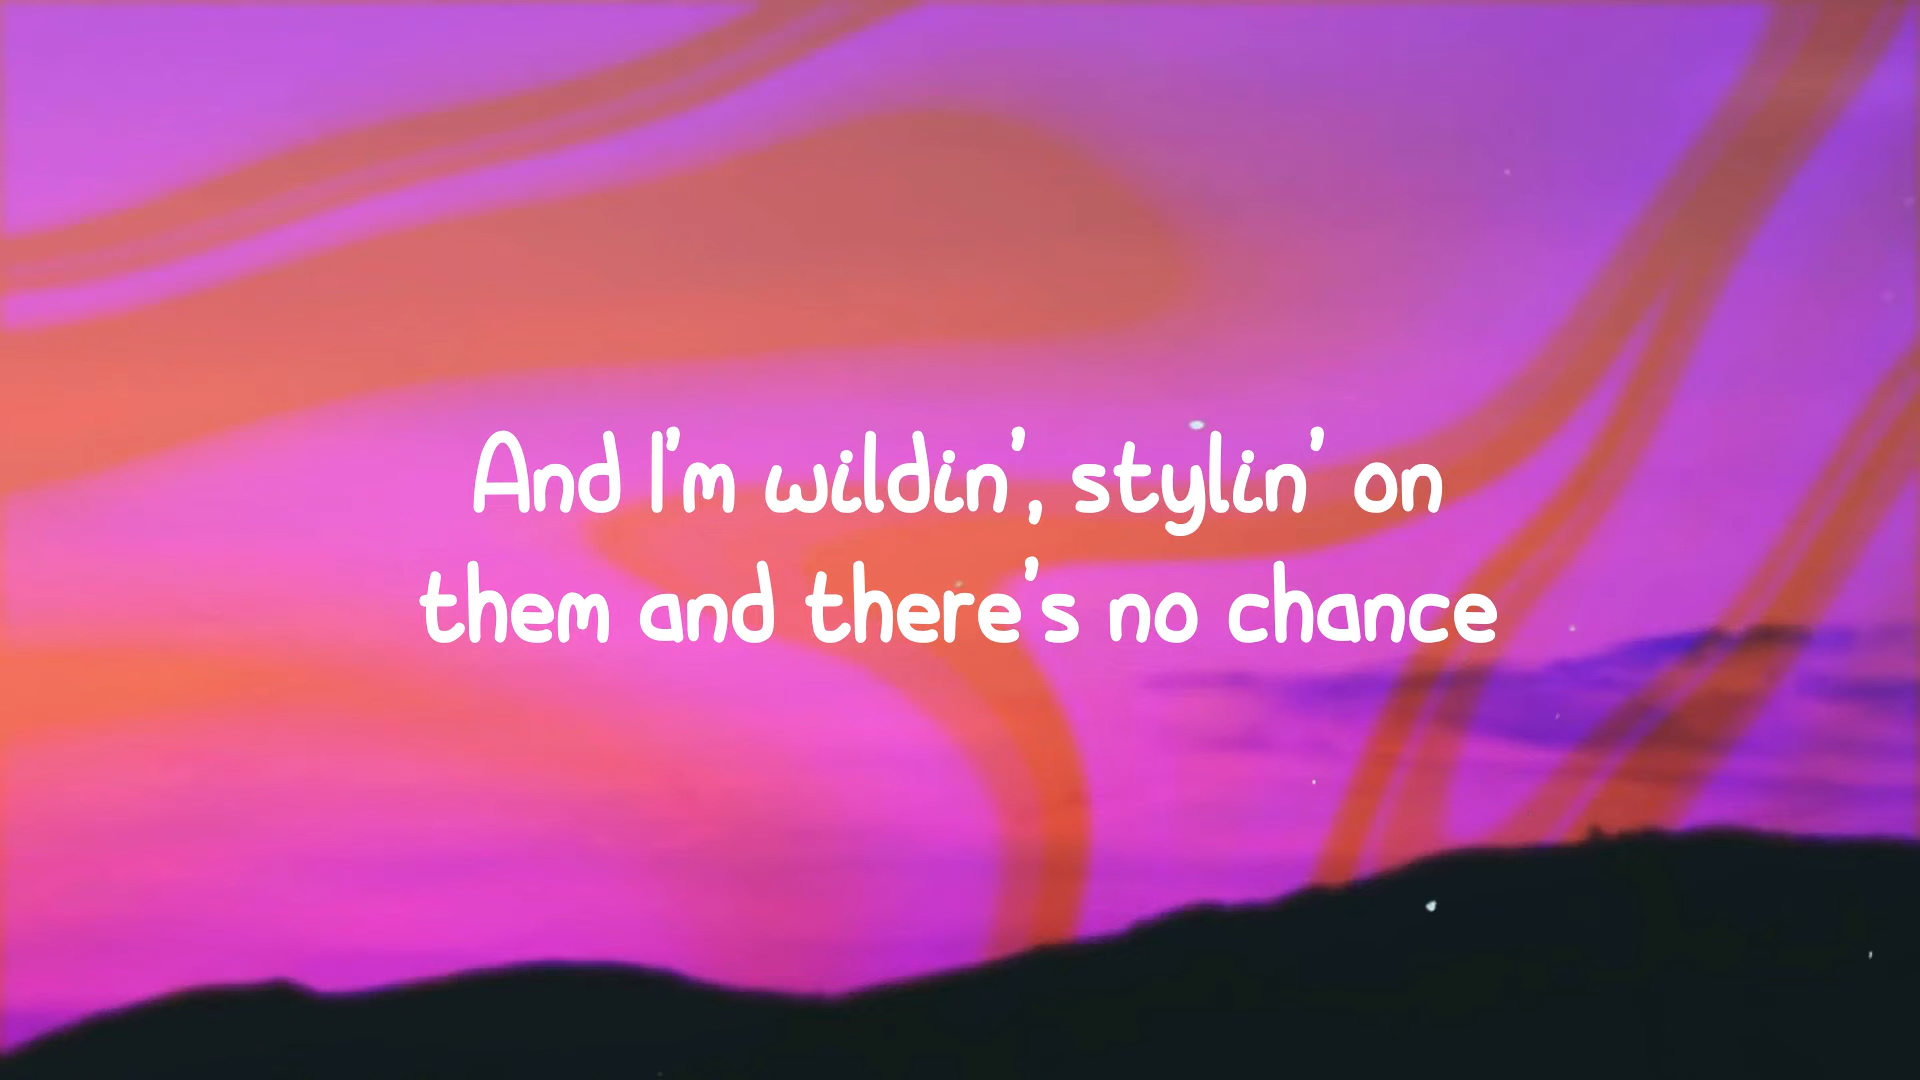 And I'm wildin', stylin' on
them and there's no chance